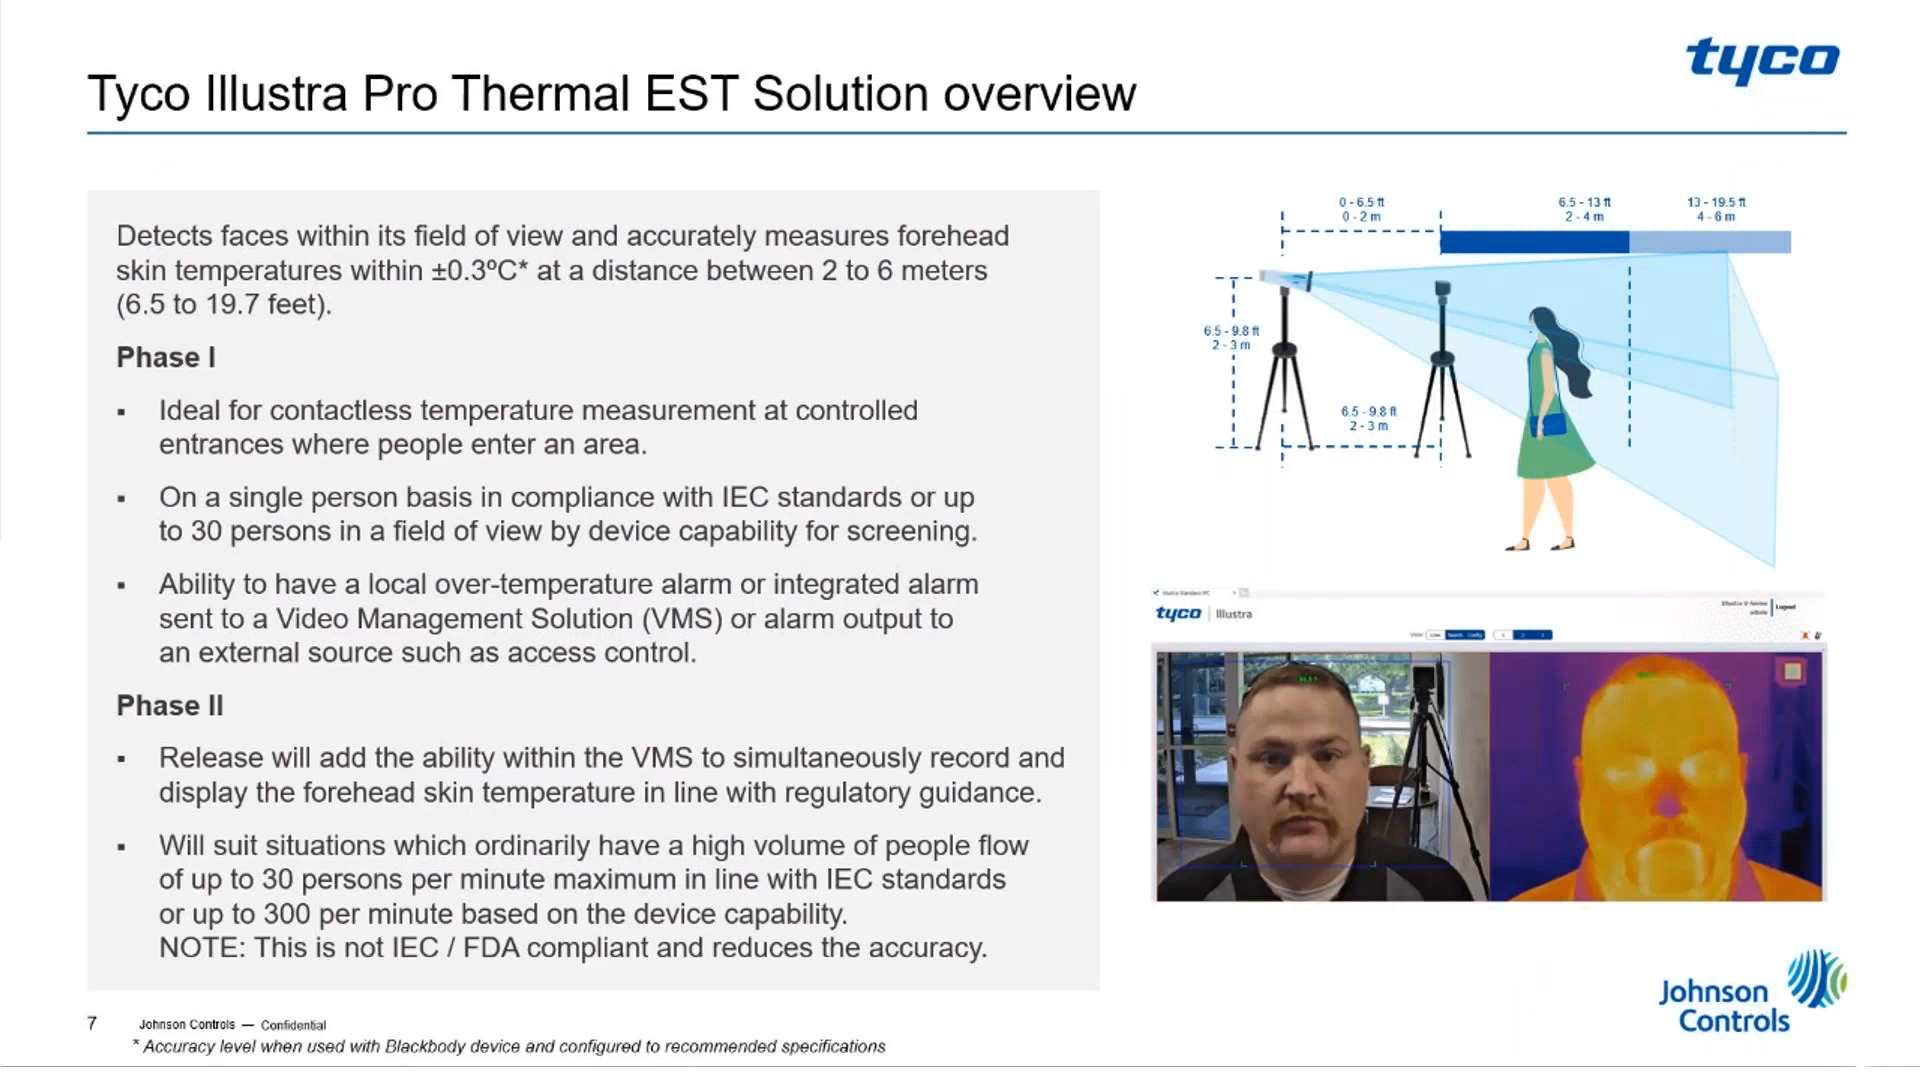 tyco
Tyco Illustra Pro Thermal EST Solution overview
Detects faces within its field of view and accurately measures forehead
skin temperatures within ±0.3ºC* at a distance between 2 to 6 meters
(6.5 to 19.7 feet).
Phase I
▪ Ideal for contactless temperature measurement at controlled
entrances where people enter an area.
▪ On a single person basis in compliance with IEC standards or up
to 30 persons in a field of view by device capability for screening.
▪ Ability to have a local over-temperature alarm or integrated alarm
sent to a Video Management Solution (VMS) or alarm output to
an external source such as access control.
Phase II
▪ Release will add the ability within the VMS to simultaneously record and
display the forehead skin temperature in line with regulatory guidance.
▪ Will suit situations which ordinarily have a high volume of people flow
of up to 30 persons per minute maximum in line with IEC standards
or up to 300 per minute based on the device capability.
NOTE: This is not IEC / FDA compliant and reduces the accuracy.
0 - 6.5 ft
0 - 2 m
6.5 - 13 ft
2 - 4 m
13 - 19.5 ft
4 - 6 m
6.5 - 9.8 ft
2 - 3 m
6.5 - 9.8 ft
2 - 3 m
tyco | Illustra
Logout
Johnson
Controls
7 Johnson Controls — Confidential
* Accuracy level when used with Blackbody device and configured to recommended specifications